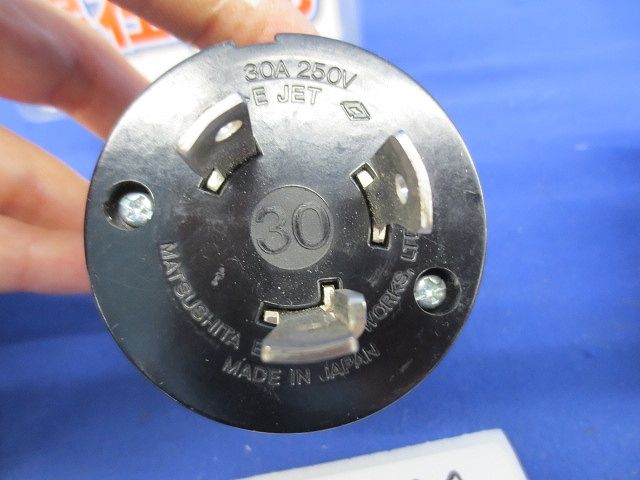 30A 250V
E JET
30
MATSUSHITA E WORKS, LTD
MADE IN JAPAN